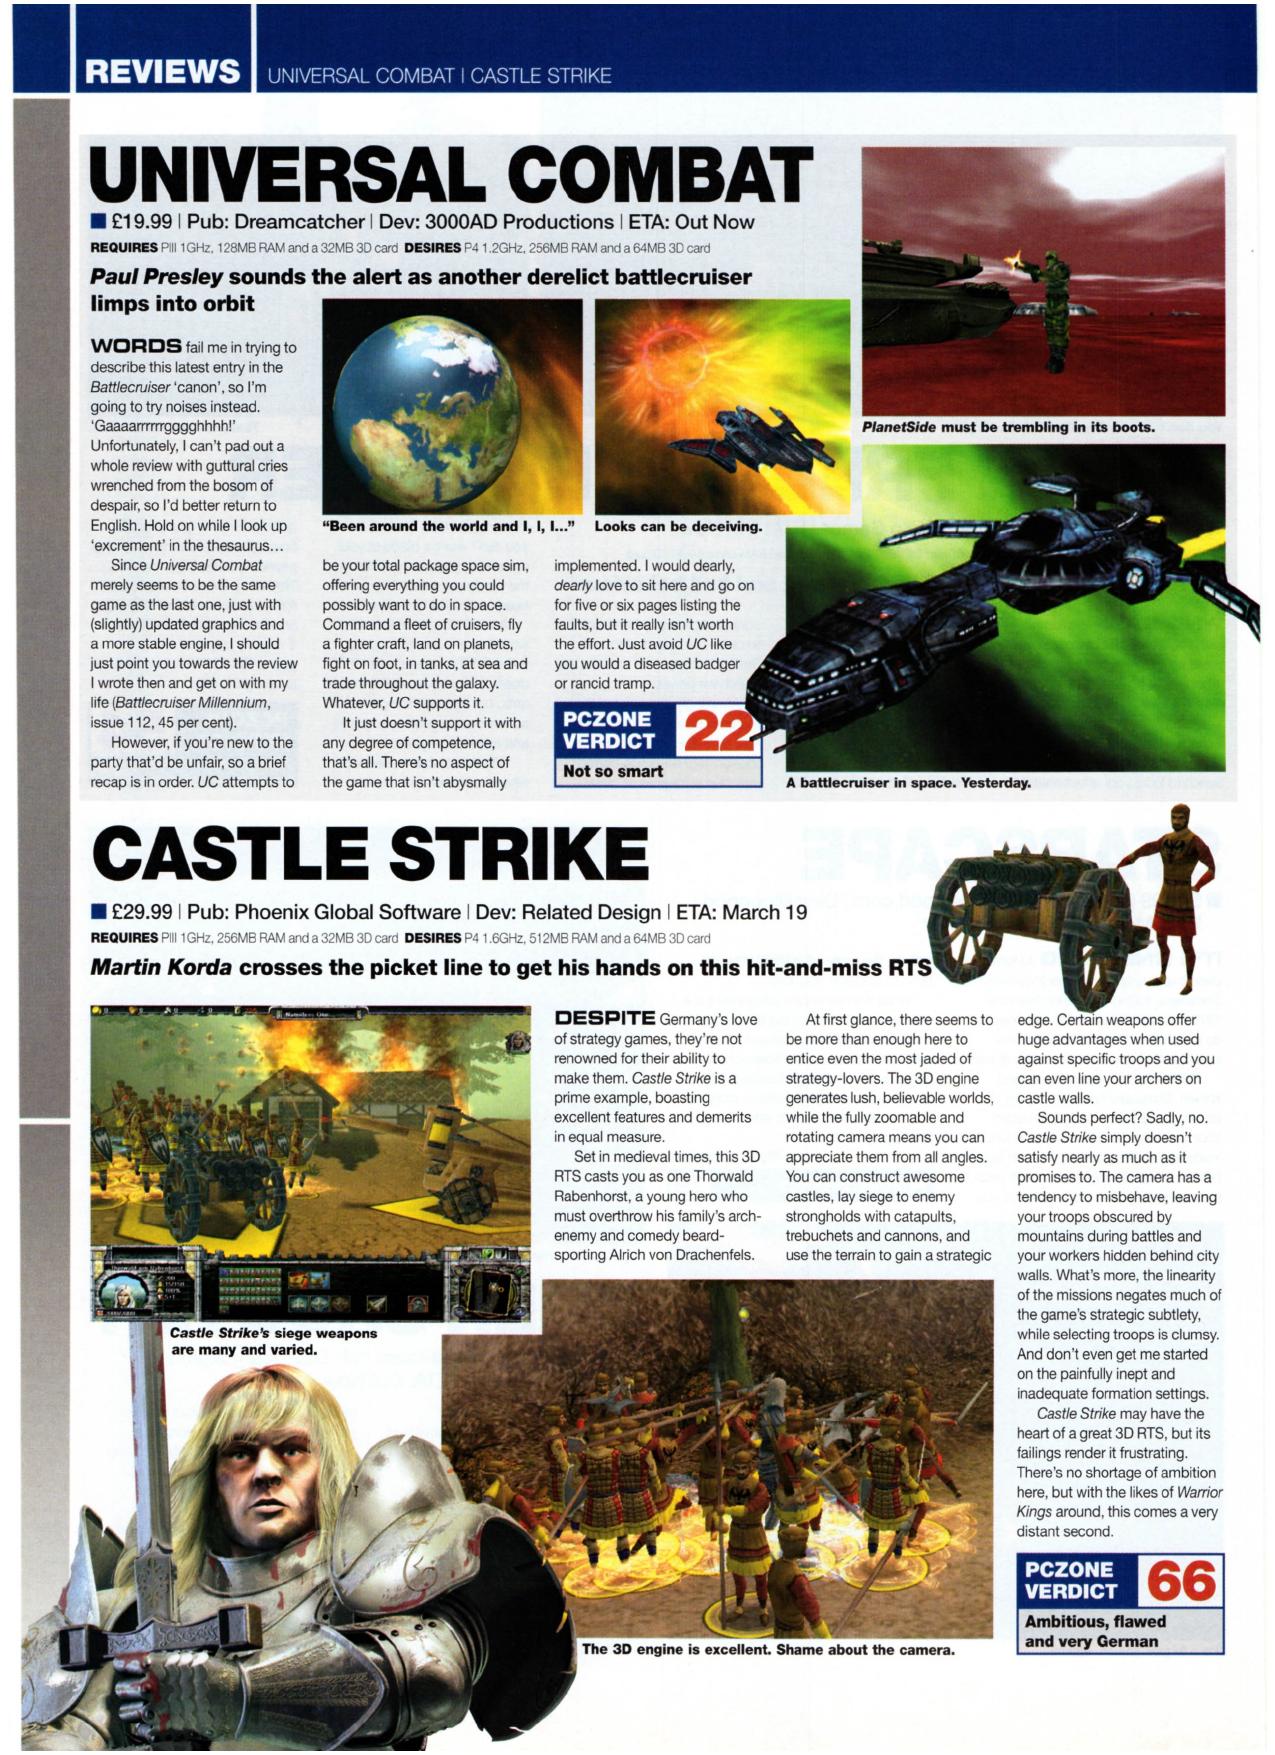 REVIEWS
UNIVERSAL COMBAT | CASTLE STRIKE
UNIVERSAL COMBAT
£19.99 | Pub: Dreamcatcher | Dev: 3000AD Productions | ETA: Out Now
REQUIRES PIII 1GHz, 128MB RAM and a 32MB 3D card DESIRES P4 1.2GHz, 256MB RAM and a 64MB 3D card
Paul Presley sounds the alert as another derelict battlecruiser
limps into orbit
WORDS fail me in trying to
describe this latest entry in the
Battlecruiser 'canon', so I'm
going to try noises instead.
'Gaaaarrrrrrgggghhhh!'
Unfortunately, I can't pad out a
whole review with guttural cries
wrenched from the bosom of
despair, so I'd better return to
English. Hold on while I look up
'excrement' in the thesaurus...
Since Universal Combat
merely seems to be the same
game as the last one, just with
(slightly) updated graphics and
a more stable engine, I should
just point you towards the review
I wrote then and get on with my
life (Battlecruiser Millennium,
issue 112, 45 per cent).
However, if you're new to the
party that'd be unfair, so a brief
recap is in order. UC attempts to
"Been around the world and I, I, I..."
Looks can be deceiving.
PlanetSide must be trembling in its boots.
be your total package space sim,
offering everything you could
possibly want to do in space.
Command a fleet of cruisers, fly
a fighter craft, land on planets,
fight on foot, in tanks, at sea and
trade throughout the galaxy.
Whatever, UC supports it.
It just doesn't support it with
any degree of competence,
that's all. There's no aspect of
the game that isn't abysmally
implemented. I would dearly,
dearly love to sit here and go on
for five or six pages listing the
faults, but it really isn't worth
the effort. Just avoid UC like
you would a diseased badger
or rancid tramp.
PCZONE
VERDICT
22
Not so smart
A battlecruiser in space. Yesterday.
CASTLE STRIKE
£29.99 | Pub: Phoenix Global Software | Dev: Related Design | ETA: March 19
REQUIRES PIII 1GHz, 256MB RAM and a 32MB 3D card DESIRES P4 1.6GHz, 512MB RAM and a 64MB 3D card
Martin Korda crosses the picket line to get his hands on this hit-and-miss RTS
Castle Strike's siege weapons
are many and varied.
DESPITE Germany's love
of strategy games, they're not
renowned for their ability to
make them. Castle Strike is a
prime example, boasting
excellent features and demerits
in equal measure.
Set in medieval times, this 3D
RTS casts you as one Thorwald
Rabenhorst, a young hero who
must overthrow his family's arch-
enemy and comedy beard-
sporting Alrich von Drachenfels.
At first glance, there seems to
be more than enough here to
entice even the most jaded of
strategy-lovers. The 3D engine
generates lush, believable worlds,
while the fully zoomable and
rotating camera means you can
appreciate them from all angles.
You can construct awesome
castles, lay siege to enemy
strongholds with catapults,
trebuchets and cannons, and
use the terrain to gain a strategic
edge. Certain weapons offer
huge advantages when used
against specific troops and you
can even line your archers on
castle walls.
Sounds perfect? Sadly, no.
Castle Strike simply doesn't
satisfy nearly as much as it
promises to. The camera has a
tendency to misbehave, leaving
your troops obscured by
mountains during battles and
your workers hidden behind city
walls. What's more, the linearity
of the missions negates much of
the game's strategic subtlety,
while selecting troops is clumsy.
And don't even get me started
on the painfully inept and
inadequate formation settings.
Castle Strike may have the
heart of a great 3D RTS, but its
failings render it frustrating.
There's no shortage of ambition
here, but with the likes of Warrior
Kings around, this comes a very
distant second.
PCZONE
VERDICT
66
Ambitious, flawed
and very German
The 3D engine is excellent. Shame about the camera.